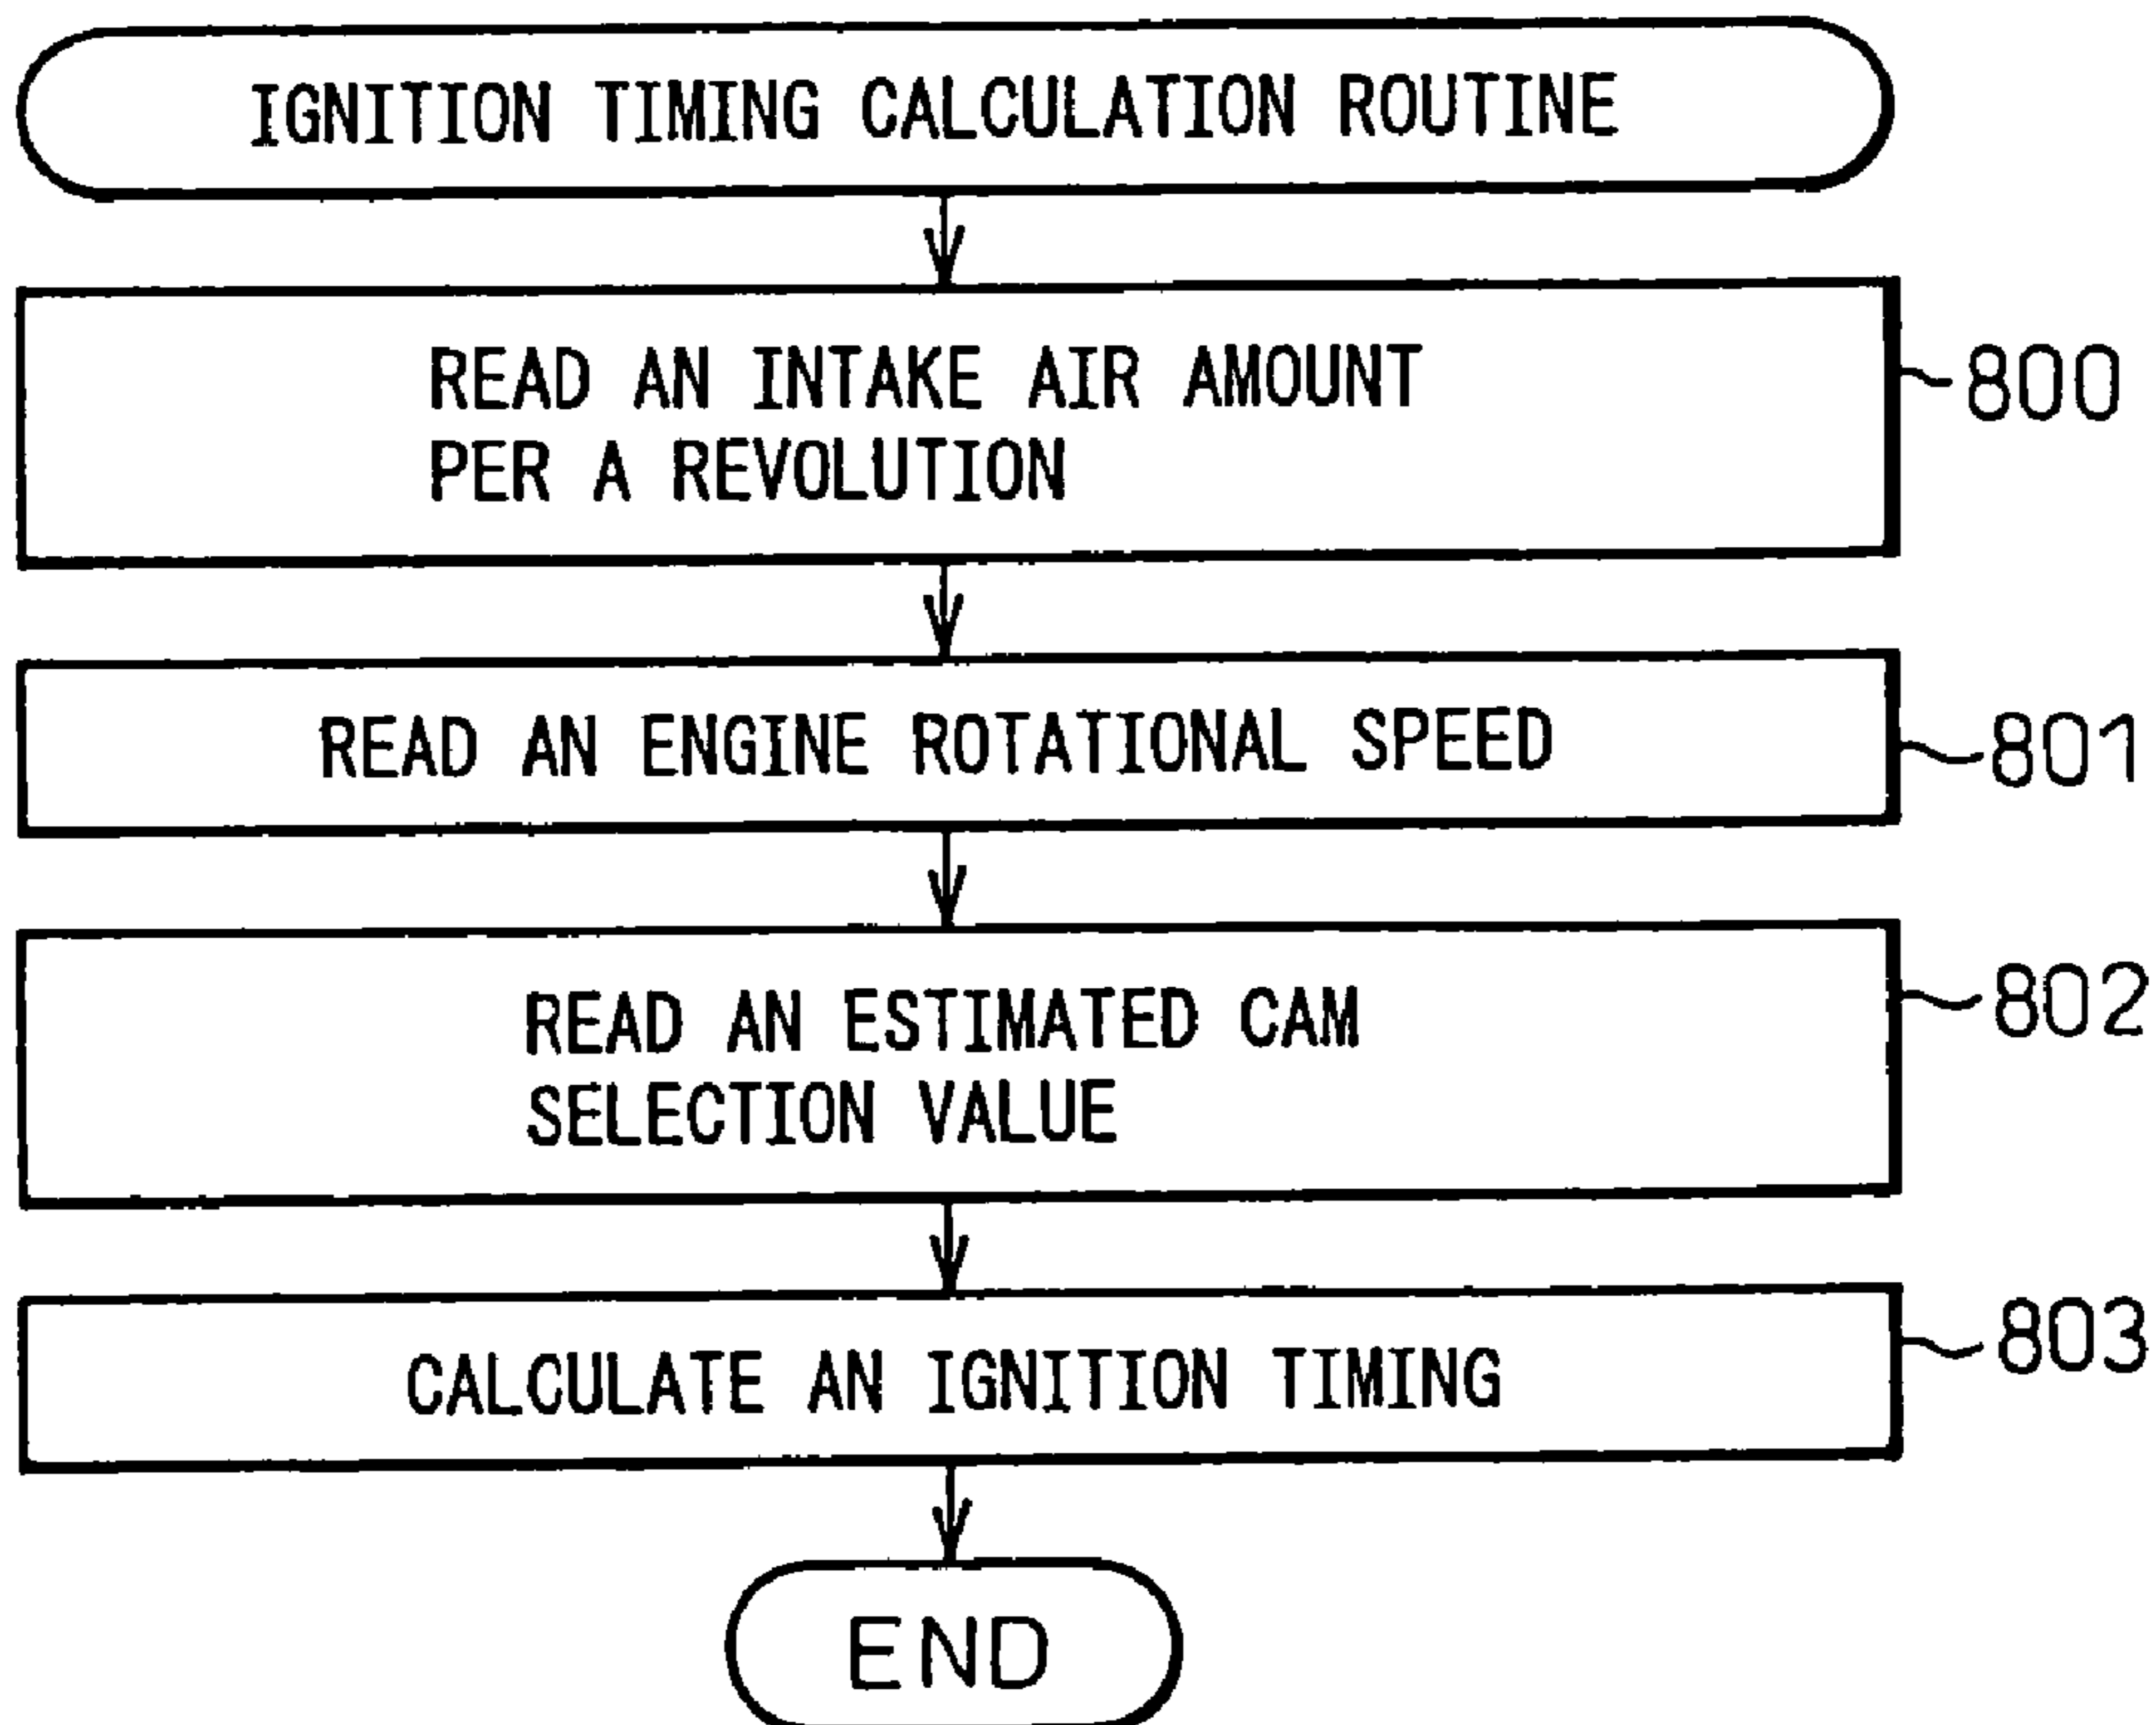 IGNITION TIMING CALCULATION ROUTINE
READ AN INTAKE AIR AMOUNT
PER A REVOLUTION
800
READ AN ENGINE ROTATIONAL SPEED
801
READ AN ESTIMATED CAM
SELECTION VALUE
802
CALCULATE AN IGNITION TIMING
803
END